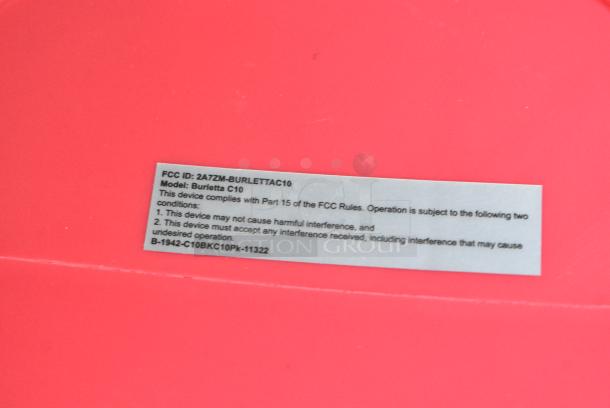 FCC ID: 2A7ZM-BURLETTAC10
Model: Burletta C10
This device complies with Part 15 of the FCC Rules. Operation is subject to the following two
conditions:
1. This device may not cause harmful interference, and
2. This device must accept any interference received, including interference that may cause
undesired operation.
B-1942-C10BKC10Pk-11322
AUCTION GROUP